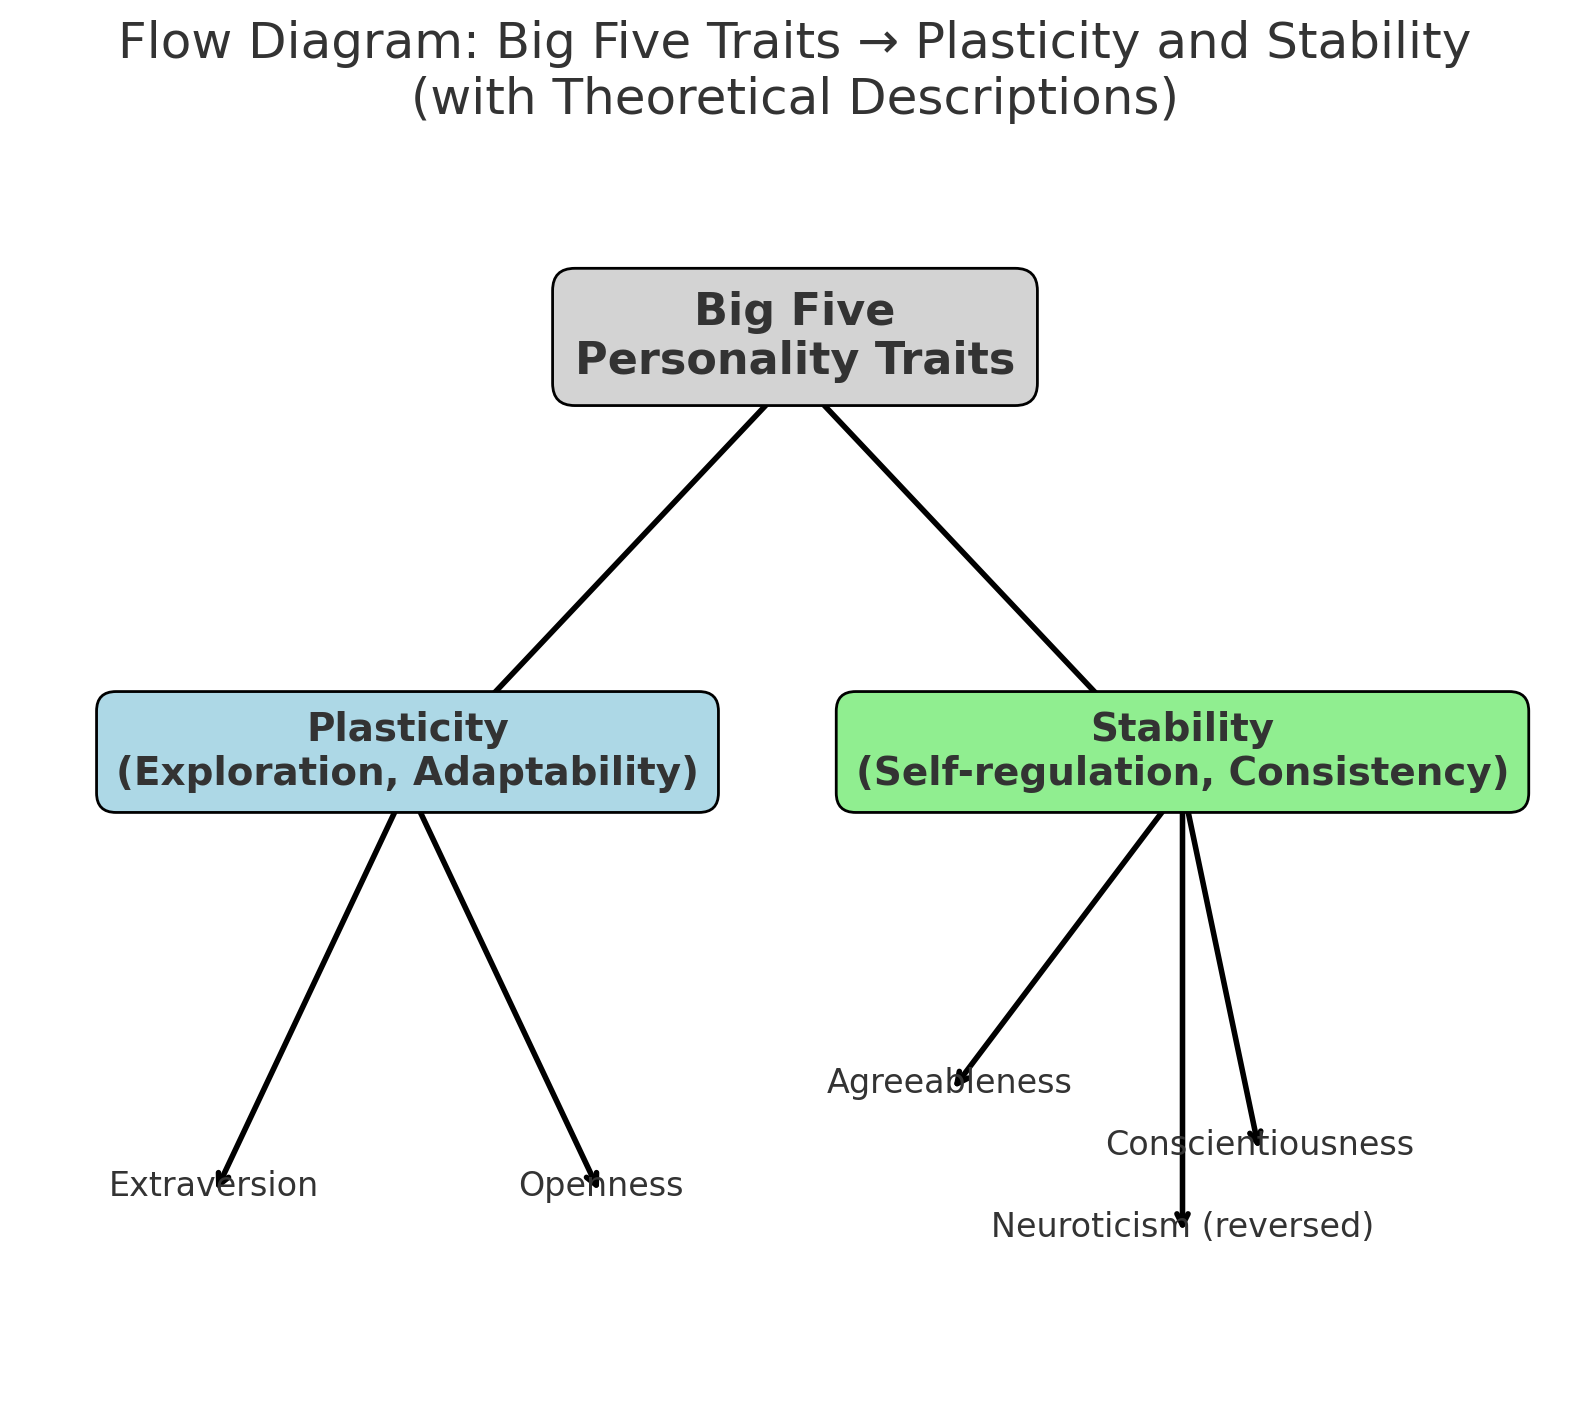 Flow Diagram: Big Five Traits → Plasticity and Stability
(with Theoretical Descriptions)
Big Five
Personality Traits
Plasticity
(Exploration, Adaptability)
Stability
(Self-regulation, Consistency)
Agreeableness
Conscientiousness
Extraversion
Openness
Neuroticism (reversed)